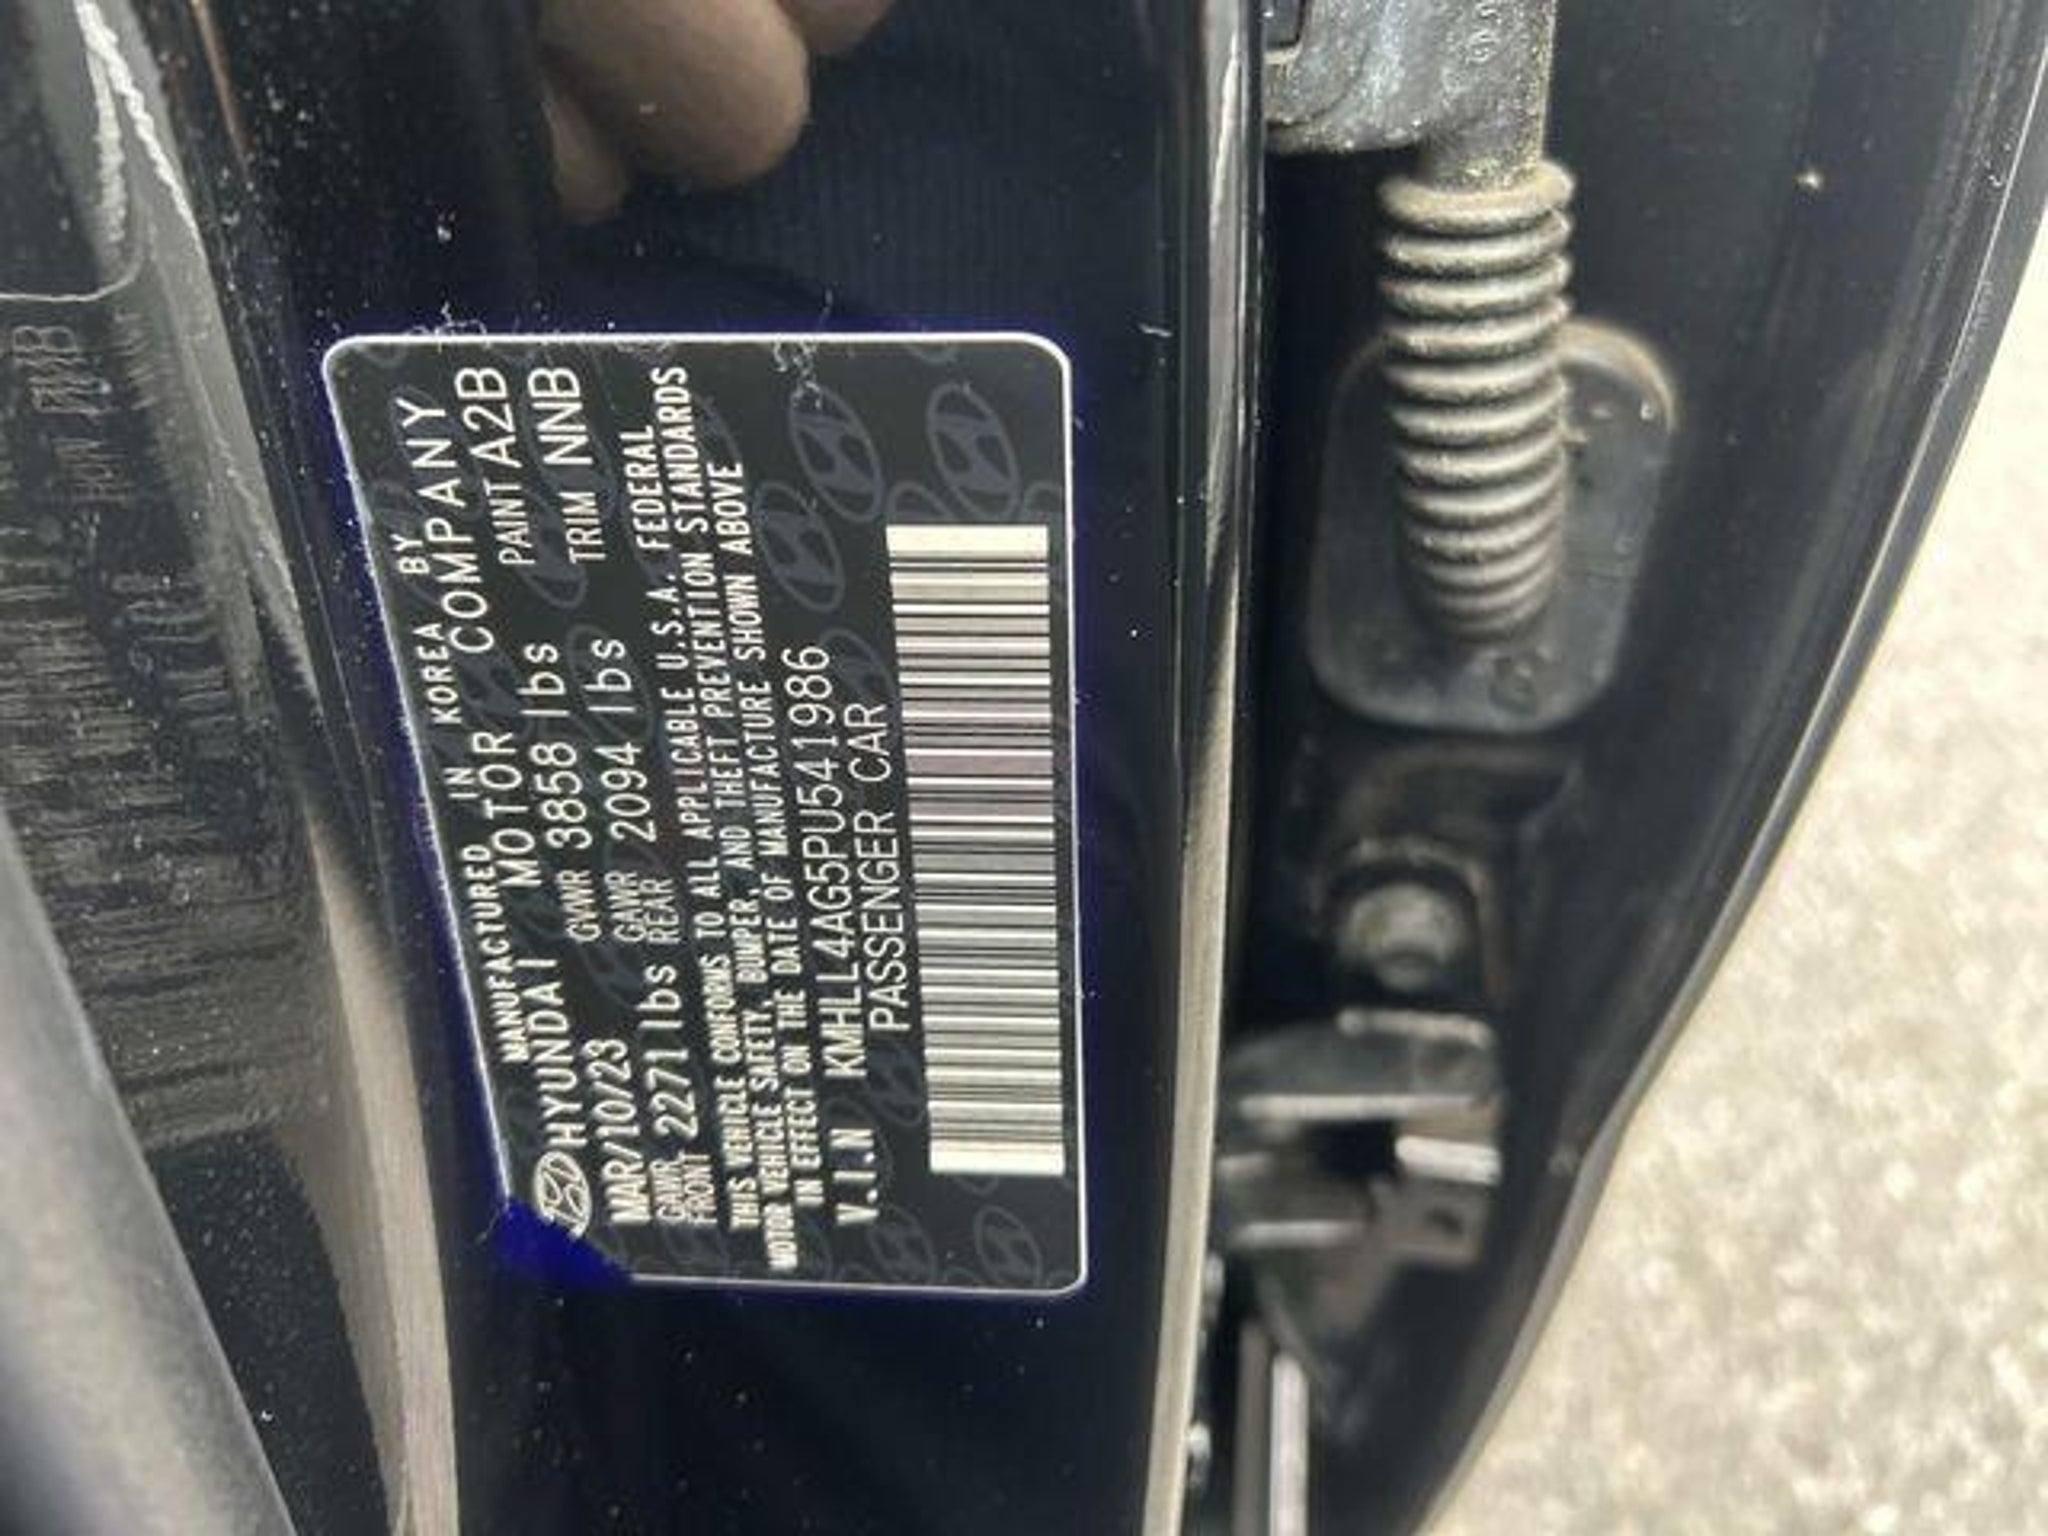 MANUFACTURED IN KOREA BY
HYUNDAI MOTOR COMPANY
MAR/10/23 GVWR 3858 lbs PAINT A2B
GAWR FRONT 2271 lbs GAWR REAR 2094 lbs TRIM NNB
THIS VEHICLE CONFORMS TO ALL APPLICABLE U.S.A. FEDERAL
MOTOR VEHICLE SAFETY, BUMPER, AND THEFT PREVENTION STANDARDS
IN EFFECT ON THE DATE OF MANUFACTURE SHOWN ABOVE
V.I.N KMHLL4AG5PU541986
PASSENGER CAR